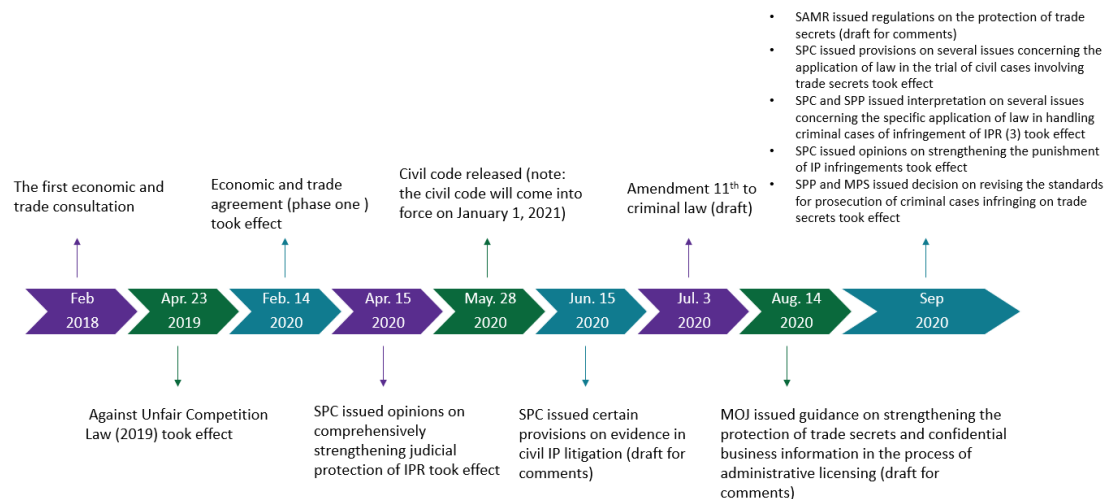 • SAMR issued regulations on the protection of trade
secrets (draft for comments)
• SPC issued provisions on several issues concerning the
application of law in the trial of civil cases involving
trade secrets took effect
• SPC and SPP issued interpretation on several issues
concerning the specific application of law in handling
criminal cases of infringement of IPR (3) took effect
• SPC issued opinions on strengthening the punishment
of IP infringements took effect
• SPP and MPS issued decision on revising the standards
for prosecution of criminal cases infringing on trade
secrets took effect
The first economic and
trade consultation
Economic and trade
agreement (phase one )
took effect
Civil code released (note:
the civil code will come into
force on January 1, 2021)
Amendment 11th to
criminal law (draft)
Feb
2018
Apr. 23
2019
Feb. 14
2020
Apr. 15
2020
May. 28
2020
Jun. 15
2020
Jul. 3
2020
Aug. 14
2020
Sep
2020
Against Unfair Competition
Law (2019) took effect
SPC issued opinions on
comprehensively
strengthening judicial
protection of IPR took effect
SPC issued certain
provisions on evidence in
civil IP litigation (draft for
comments)
MOJ issued guidance on strengthening the
protection of trade secrets and confidential
business information in the process of
administrative licensing (draft for
comments)